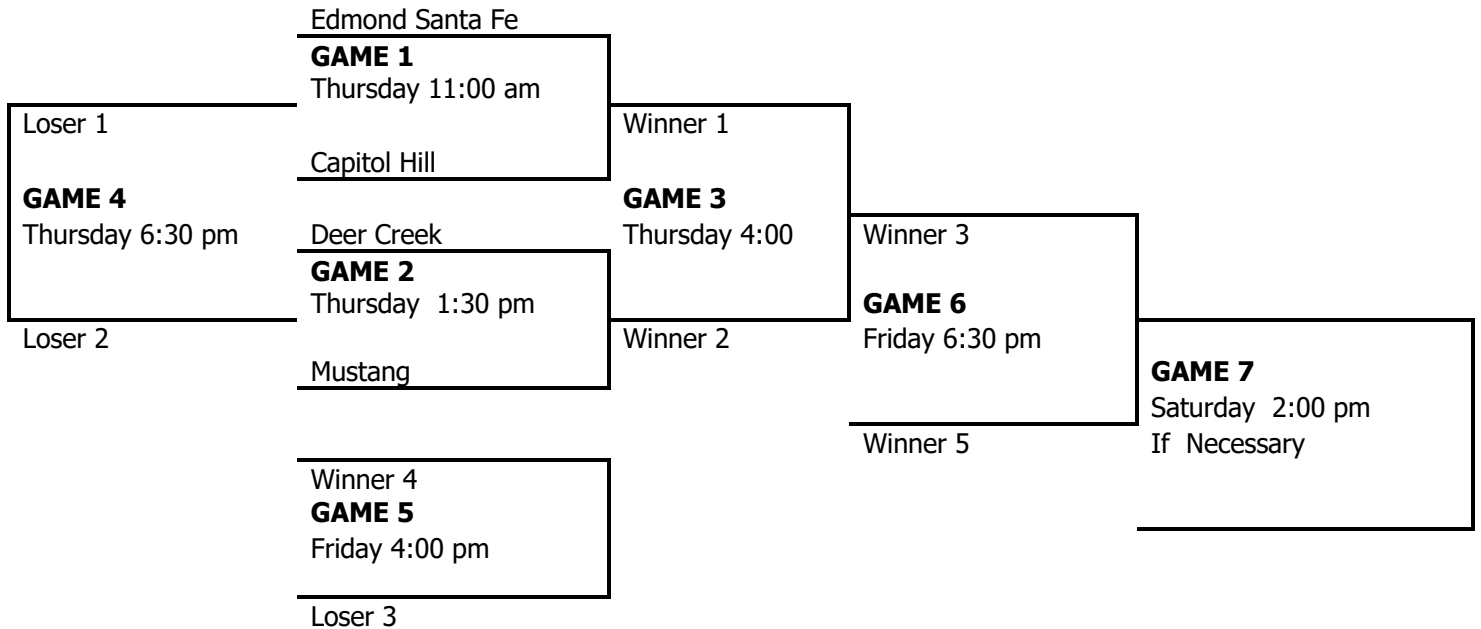 Edmond Santa Fe
GAME 1
Thursday 11:00 am
Loser 1
Winner 1
Capitol Hill
GAME 4
GAME 3
Thursday 6:30 pm
Deer Creek
Thursday 4:00
Winner 3
GAME 2
Thursday 1:30 pm
GAME 6
Loser 2
Winner 2
Friday 6:30 pm
Mustang
GAME 7
Saturday 2:00 pm
Winner 5
If Necessary
Winner 4
GAME 5
Friday 4:00 pm
Loser 3